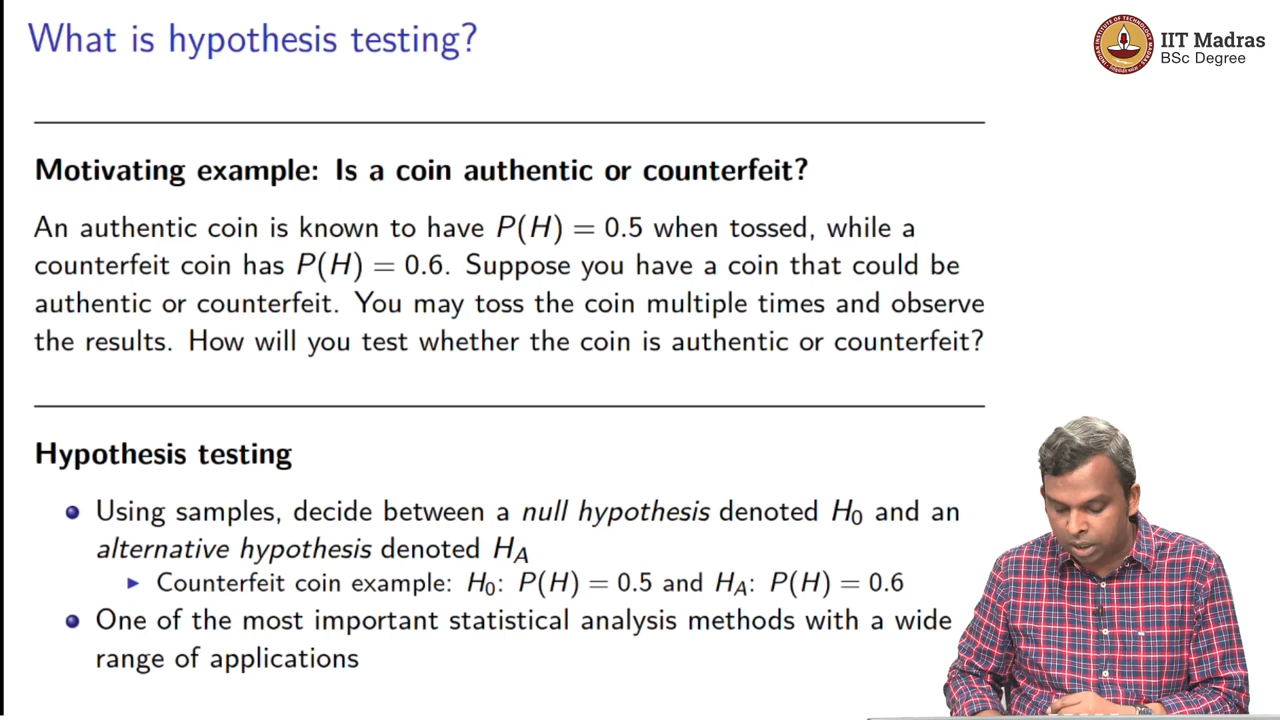 What is hypothesis testing?
IIT Madras
BSc Degree
Motivating example: Is a coin authentic or counterfeit?
An authentic coin is known to have P(H) = 0.5 when tossed, while a
counterfeit coin has P(H) = 0.6. Suppose you have a coin that could be
authentic or counterfeit. You may toss the coin multiple times and observe
the results. How will you test whether the coin is authentic or counterfeit?
Hypothesis testing
Using samples, decide between a null hypothesis denoted H₀ and an
alternative hypothesis denoted H_A
Counterfeit coin example: H₀: P(H) = 0.5 and H_A: P(H) = 0.6
One of the most important statistical analysis methods with a wide
range of applications